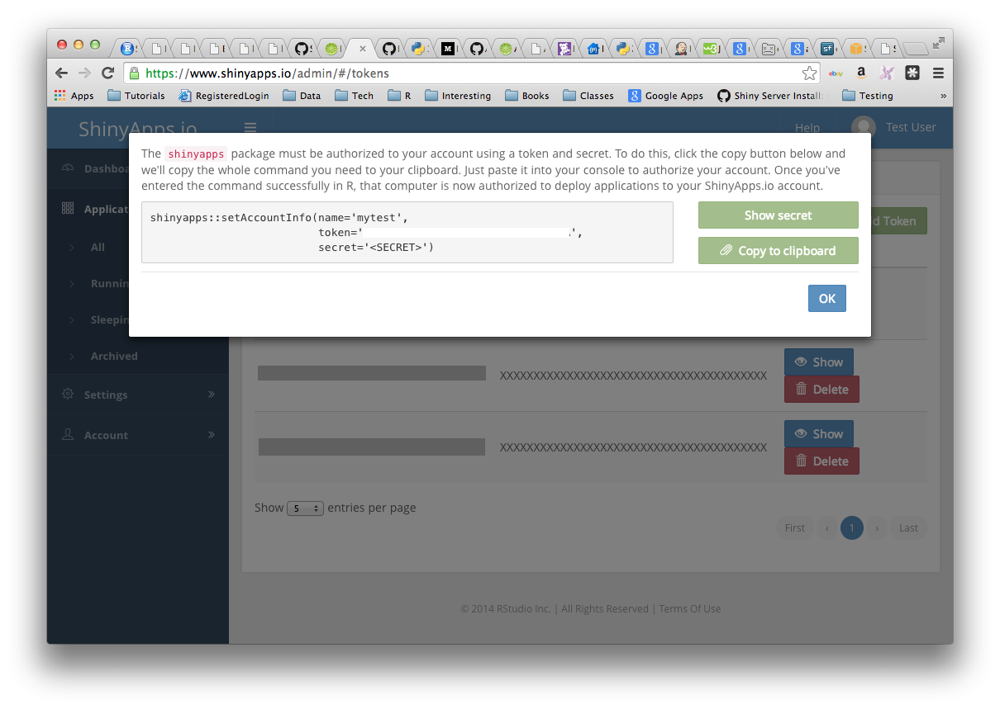 https://www.shinyapps.io/admin/#/tokens
Apps Tutorials RegisteredLogin Data Tech R Interesting Books Classes Google Apps Shiny Server Install: Testing »
ShinyApps.io Help Test User
The shinyapps package must be authorized to your account using a token and secret. To do this, click the copy button below and
we'll copy the whole command you need to your clipboard. Just paste it into your console to authorize your account. Once you've
entered the command successfully in R, that computer is now authorized to deploy applications to your ShinyApps.io account.
shinyapps::setAccountInfo(name='mytest',
token=' ',
secret='<SECRET>')
Show secret
Copy to clipboard
OK
Dashboa
Applicat
All
Runnin
Sleepin
Archived
Settings
Account
d Token
XXXXXXXXXXXXXXXXXXXXXXXXXXXXXXXXXXXXXXXX
Show
Delete
XXXXXXXXXXXXXXXXXXXXXXXXXXXXXXXXXXXXXXXX
Show
Delete
Show 5 entries per page
First ‹ 1 › Last
© 2014 RStudio Inc. | All Rights Reserved | Terms Of Use